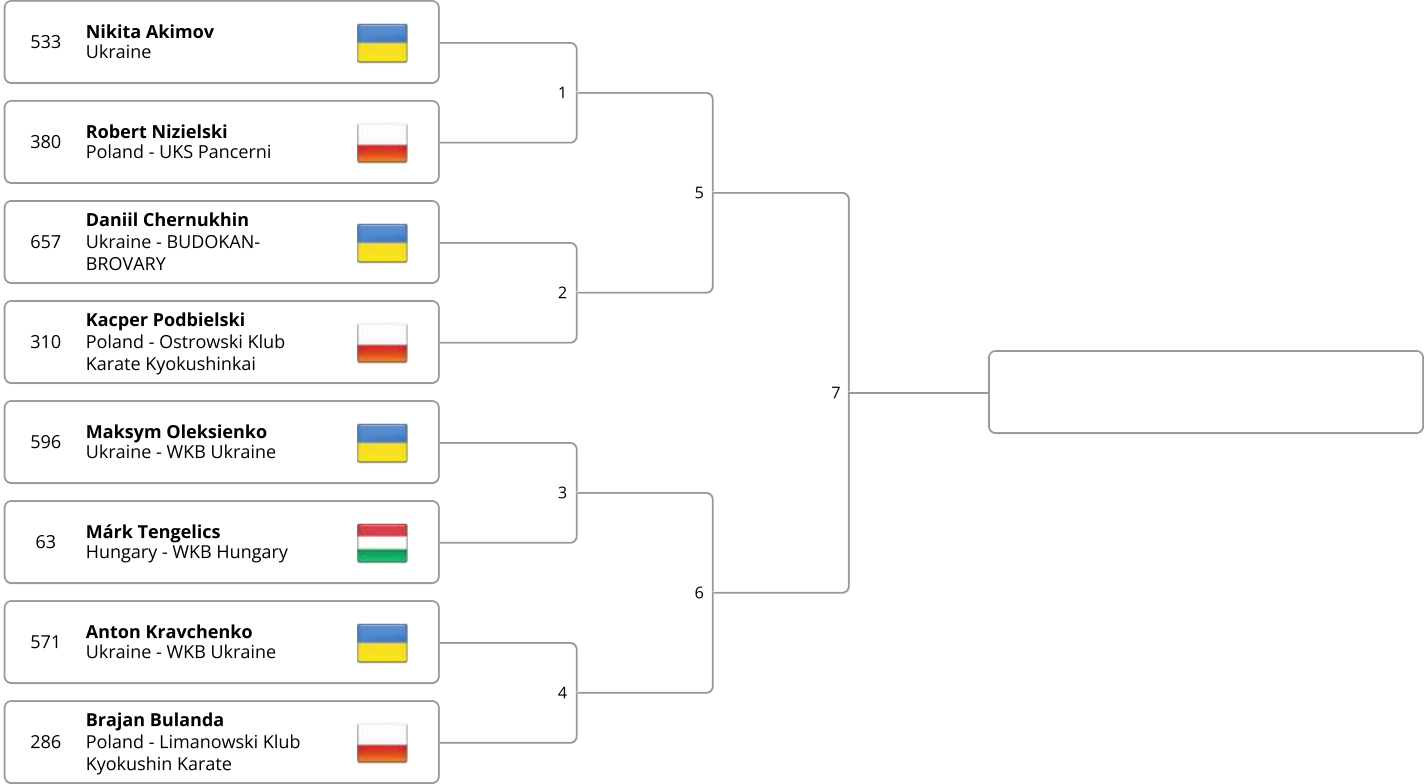 533
Nikita Akimov
Ukraine
380
Robert Nizielski
Poland - UKS Pancerni
657
Daniil Chernukhin
Ukraine - BUDOKAN-
BROVARY
310
Kacper Podbielski
Poland - Ostrowski Klub
Karate Kyokushinkai
596
Maksym Oleksienko
Ukraine - WKB Ukraine
63
Márk Tengelics
Hungary - WKB Hungary
571
Anton Kravchenko
Ukraine - WKB Ukraine
286
Brajan Bulanda
Poland - Limanowski Klub
Kyokushin Karate
1
2
3
4
5
6
7